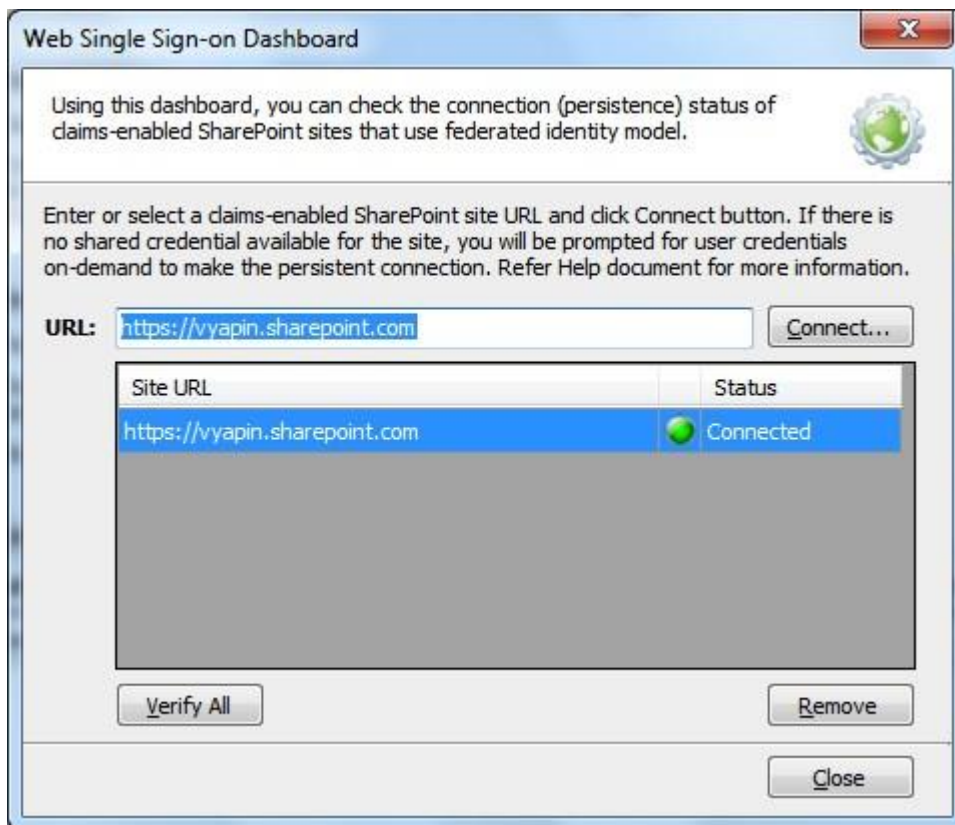 Web Single Sign-on Dashboard
Using this dashboard, you can check the connection (persistence) status of
claims-enabled SharePoint sites that use federated identity model.
Enter or select a claims-enabled SharePoint site URL and click Connect button. If there is
no shared credential available for the site, you will be prompted for user credentials
on-demand to make the persistent connection. Refer Help document for more information.
URL: https://vyapin.sharepoint.com Connect...
Site URL Status
https://vyapin.sharepoint.com Connected
Verify All Remove
Close